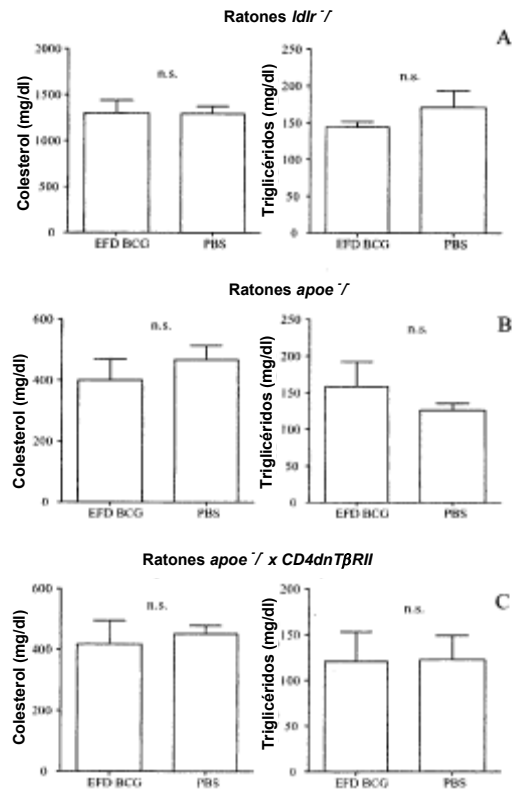 Ratones ldlr -/-
A
Colesterol (mg/dl)
2000
1500
1000
500
0
n.s.
EFD BCG
PBS
Triglicéridos (mg/dl)
250
200
150
100
50
0
n.s.
EFD BCG
PBS
Ratones apoe -/-
B
Colesterol (mg/dl)
600
400
200
0
n.s.
EFD BCG
PBS
Triglicéridos (mg/dl)
250
200
150
100
50
0
n.s.
EFD BCG
PBS
Ratones apoe -/- x CD4dnTβRII
C
Colesterol (mg/dl)
600
400
200
0
n.s.
EFD BCG
PBS
Triglicéridos (mg/dl)
200
150
100
50
0
n.s.
EFD BCG
PBS